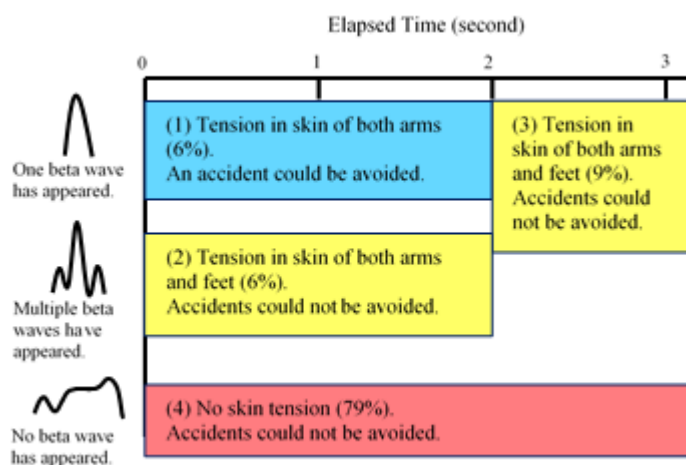 Elapsed Time (second)
0
1
2
3
One beta wave
has appeared.
(1) Tension in skin of both arms
(6%).
An accident could be avoided.
(3) Tension in
skin of both arms
and feet (9%).
Accidents could
not be avoided.
Multiple beta
waves have
appeared.
(2) Tension in skin of both arms
and feet (6%).
Accidents could not be avoided.
No beta wave
has appeared.
(4) No skin tension (79%).
Accidents could not be avoided.